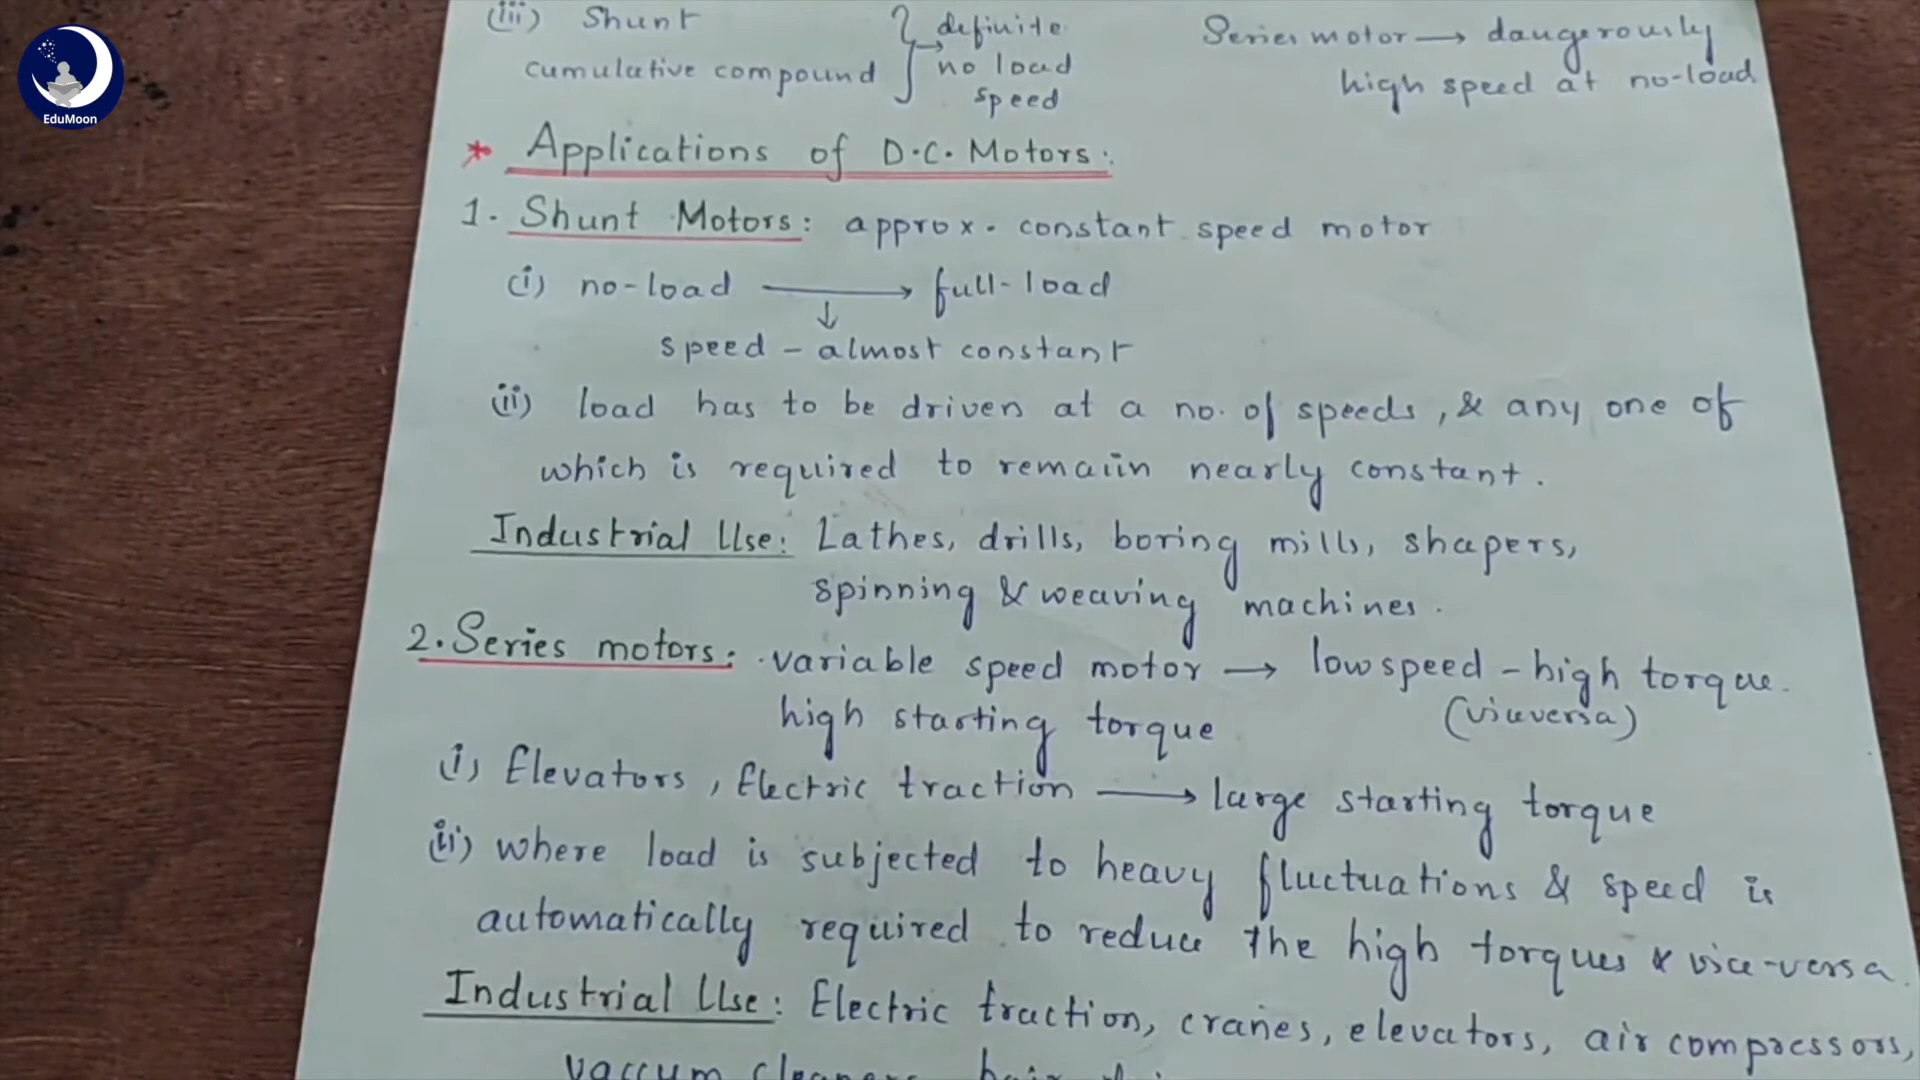 EduMoon
(iii) Shunt
cumulative compound
definite
no load
speed
Series motor → dangerously
high speed at no-load
* Applications of D.C. Motors:
1. Shunt Motors: approx. constant speed motor
(i) no-load → full-load
↓
speed - almost constant
(ii) load has to be driven at a no. of speeds, & any one of
which is required to remaiin nearly constant.
Industrial Use: Lathes, drills, boring mills, shapers,
spinning & weaving machines.
2. Series motors: variable speed motor → low speed - high torque.
(viceversa)
high starting torque
(i) Elevators, Electric traction → large starting torque
(ii) where load is subjected to heavy fluctuations & speed is
automatically required to reduce the high torques & vice-versa.
Industrial Use: Electric traction, cranes, elevators, air compressors,
vaccum cleaners, hair